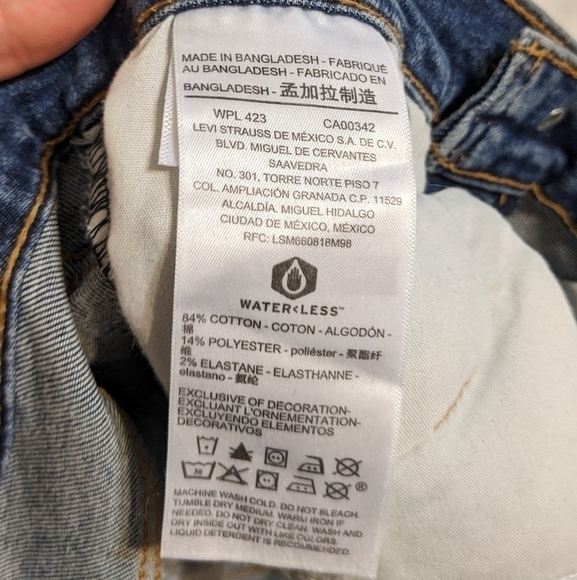 MADE IN BANGLADESH - FABRIQUÉ
AU BANGLADESH - FABRICADO EN
BANGLADESH - 孟加拉制造
WPL 423 CA00342
LEVI STRAUSS DE MÉXICO S.A. DE C.V.
BLVD. MIGUEL DE CERVANTES
SAAVEDRA
NO. 301, TORRE NORTE PISO 7
COL. AMPLIACIÓN GRANADA C.P. 11529
ALCALDÍA. MIGUEL HIDALGO
CIUDAD DE MÉXICO, MÉXICO
RFC: LSM660818M98
WATER<LESS™
84% COTTON - COTON - ALGODÓN -
棉
14% POLYESTER - poliéster - 聚酯纤
维
2% ELASTANE - ELASTHANNE -
elastano - 氨纶
EXCLUSIVE OF DECORATION-
EXCLUANT L'ORNEMENTATION-
EXCLUYENDO ELEMENTOS
DECORATIVOS
30 ®
MACHINE WASH COLD. DO NOT BLEACH.
TUMBLE DRY MEDIUM. WARM IRON IF
NEEDED. DO NOT DRY CLEAN. WASH AND
DRY INSIDE OUT WITH LIKE COLORS.
LIQUID DETERGENT IS RECOMMENDED.